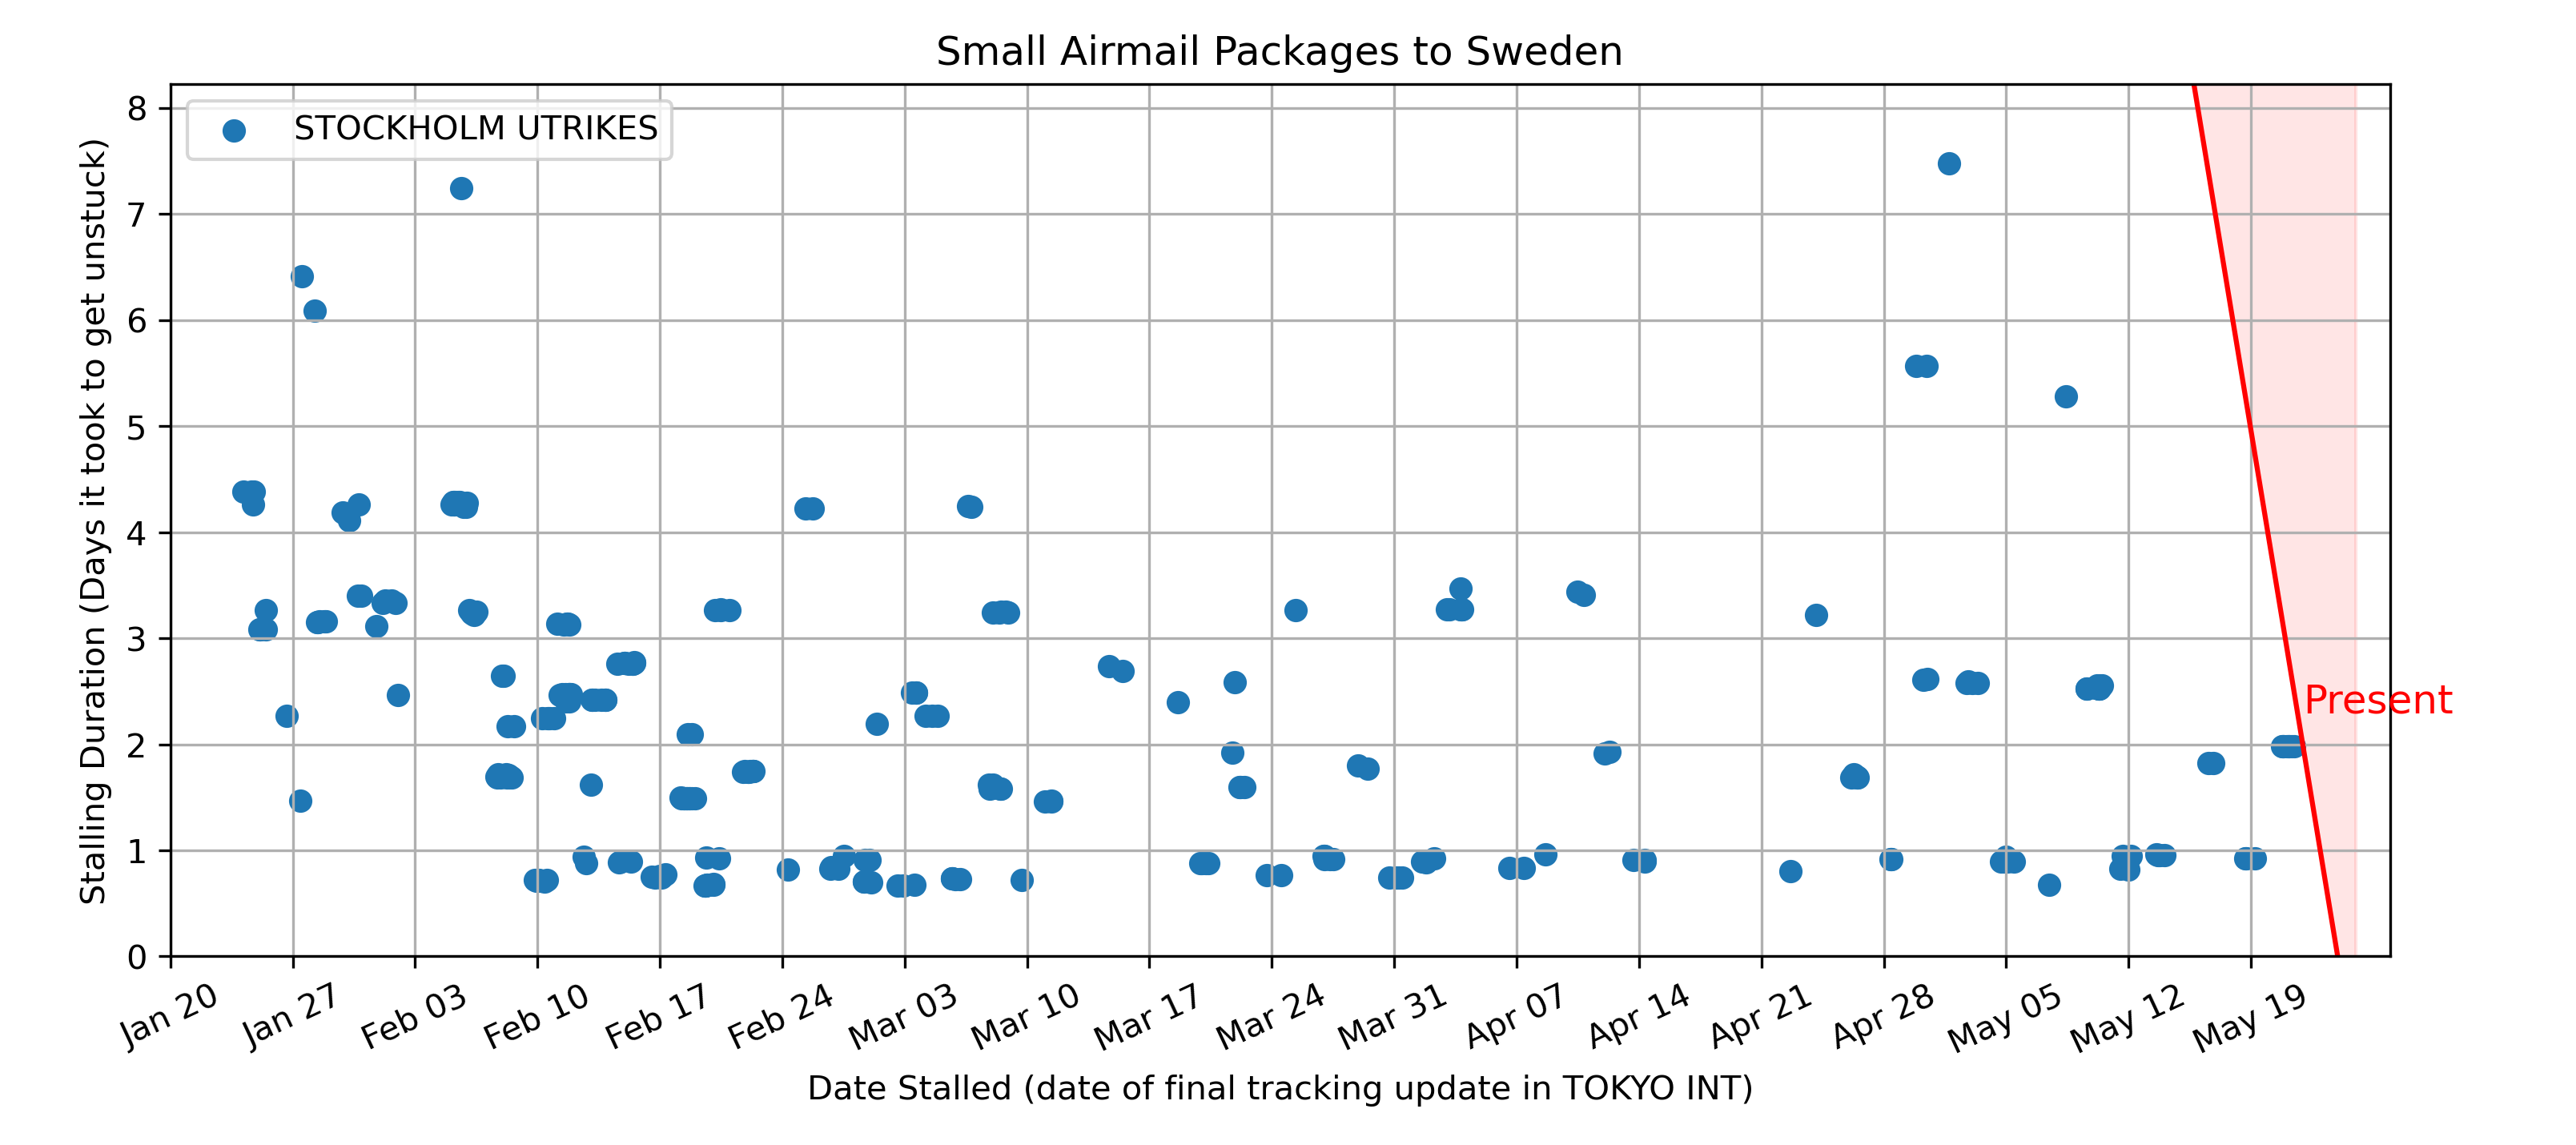 Small Airmail Packages to Sweden
STOCKHOLM UTRIKES
Stalling Duration (Days it took to get unstuck)
8
7
6
5
4
3
2
1
0
Present
Jan 20
Jan 27
Feb 03
Feb 10
Feb 17
Feb 24
Mar 03
Mar 10
Mar 17
Mar 24
Mar 31
Apr 07
Apr 14
Apr 21
Apr 28
May 05
May 12
May 19
Date Stalled (date of final tracking update in TOKYO INT)